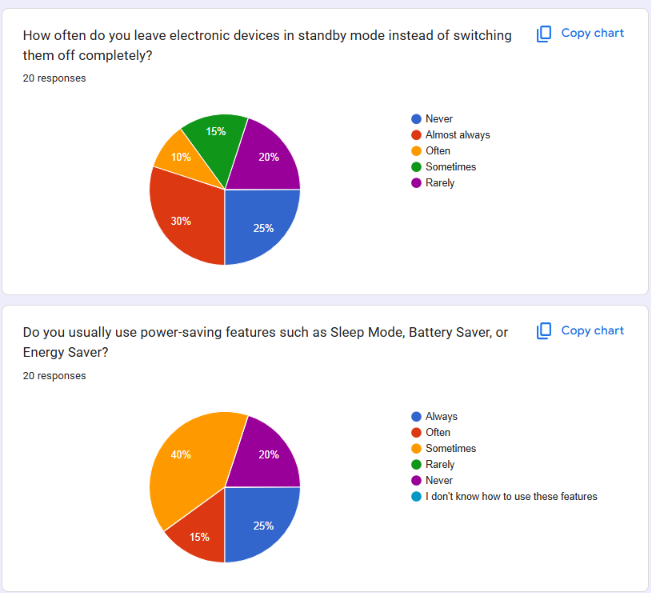 How often do you leave electronic devices in standby mode instead of switching
them off completely?
Copy chart
20 responses
15%
20%
10%
30%
25%
Never
Almost always
Often
Sometimes
Rarely
Do you usually use power-saving features such as Sleep Mode, Battery Saver, or
Energy Saver?
Copy chart
20 responses
40%
20%
15%
25%
Always
Often
Sometimes
Rarely
Never
I don't know how to use these features